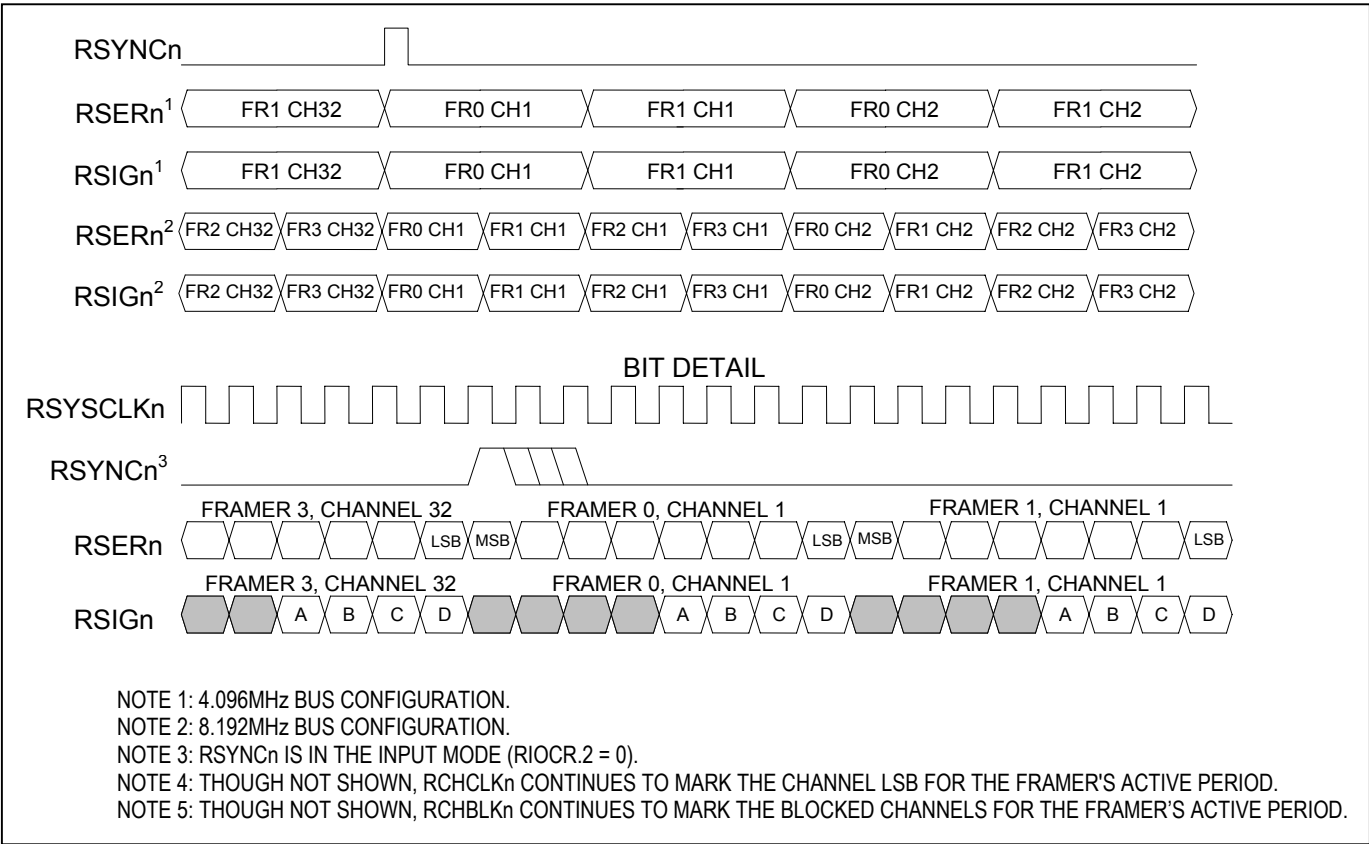 RSYNCn
RSERn1 FR1 CH32 FR0 CH1 FR1 CH1 FR0 CH2 FR1 CH2
RSIGn1 FR1 CH32 FR0 CH1 FR1 CH1 FR0 CH2 FR1 CH2
RSERn2 FR2 CH32 FR3 CH32 FR0 CH1 FR1 CH1 FR2 CH1 FR3 CH1 FR0 CH2 FR1 CH2 FR2 CH2 FR3 CH2
RSIGn2 FR2 CH32 FR3 CH32 FR0 CH1 FR1 CH1 FR2 CH1 FR3 CH1 FR0 CH2 FR1 CH2 FR2 CH2 FR3 CH2
BIT DETAIL
RSYSCLKn
RSYNCn3
FRAMER 3, CHANNEL 32 FRAMER 0, CHANNEL 1 FRAMER 1, CHANNEL 1
RSERn LSB MSB LSB MSB LSB
FRAMER 3, CHANNEL 32 FRAMER 0, CHANNEL 1 FRAMER 1, CHANNEL 1
RSIGn A B C D A B C D A B C D
NOTE 1: 4.096MHz BUS CONFIGURATION.
NOTE 2: 8.192MHz BUS CONFIGURATION.
NOTE 3: RSYNCn IS IN THE INPUT MODE (RIOCR.2 = 0).
NOTE 4: THOUGH NOT SHOWN, RCHCLKn CONTINUES TO MARK THE CHANNEL LSB FOR THE FRAMER'S ACTIVE PERIOD.
NOTE 5: THOUGH NOT SHOWN, RCHBLKn CONTINUES TO MARK THE BLOCKED CHANNELS FOR THE FRAMER’S ACTIVE PERIOD.